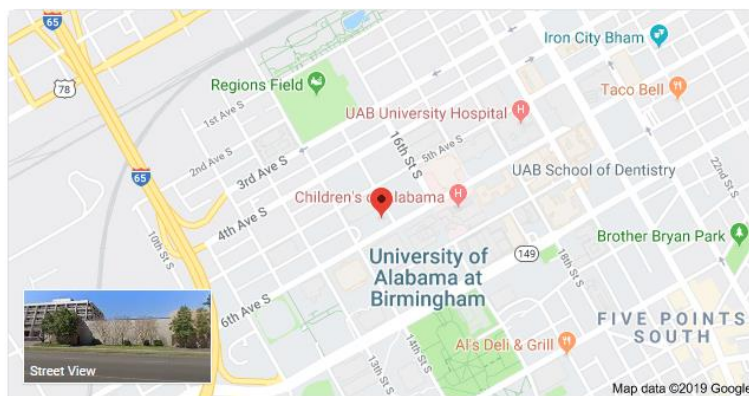 65
Iron City Bham
78
Regions Field
Taco Bell
1st Ave S
UAB University Hospital
16th St S
2nd Ave S
5th Ave S
3rd Ave S
UAB School of Dentistry
22nd St S
65
Children's of Alabama
4th Ave S
10th St S
Brother Bryan Park
University of
Alabama at
Birmingham
149
18th St S
6th Ave S
FIVE POINTS
SOUTH
Al's Deli & Grill
13th St S
14th St S
Street View
Map data ©2019 Google